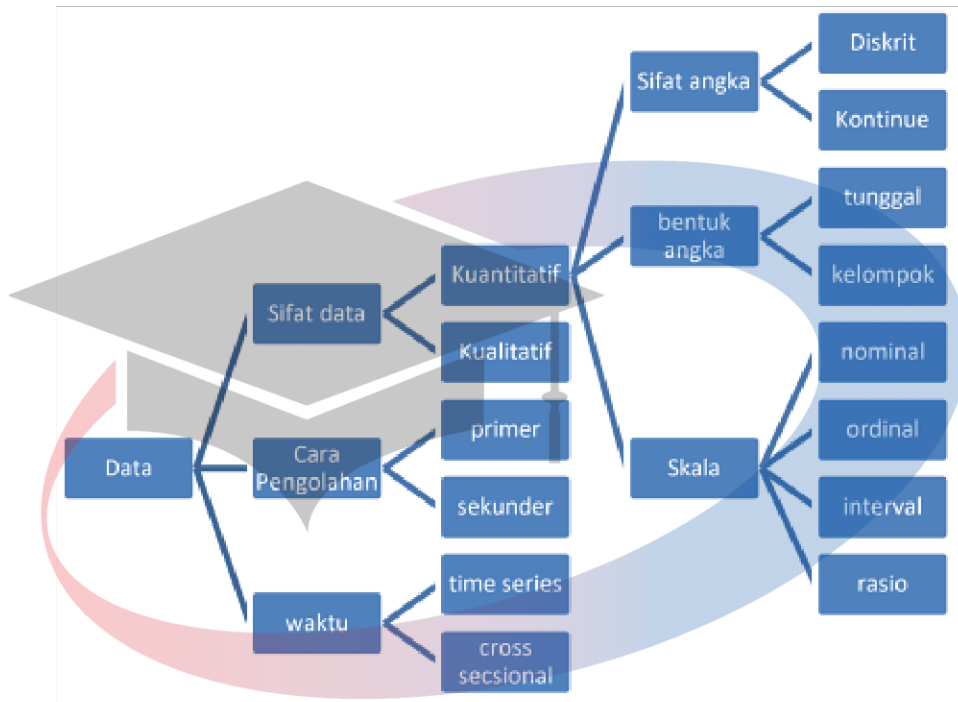 Data
Sifat data
Cara
Pengolahan
waktu
Kuantitatif
Kualitatif
primer
sekunder
time series
cross
secsional
Sifat angka
bentuk
angka
Skala
Diskrit
Kontinue
tunggal
kelompok
nominal
ordinal
interval
rasio